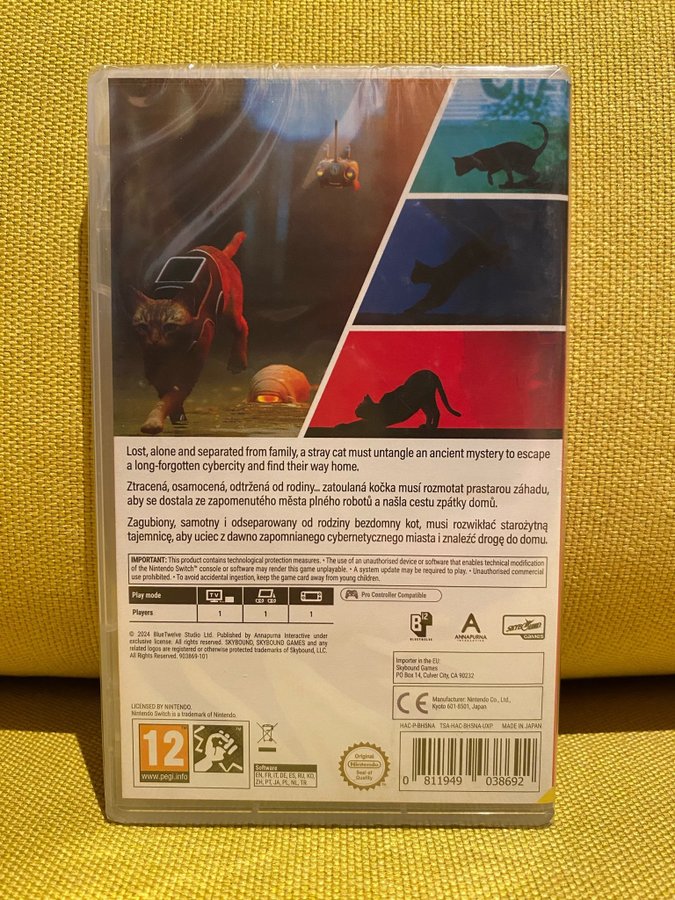 Lost, alone and separated from family, a stray cat must untangle an ancient mystery to escape
a long-forgotten cybercity and find their way home.
Ztracená, osamocená, odtržená od rodiny... zatoulaná kočka musí rozmotat prastarou záhadu,
aby se dostala ze zapomenutého města plného robotů a našla cestu zpátky domů.
Zagubiony, samotny i odseparowany od rodziny bezdomny kot, musi rozwikłać starożytną
tajemnicę, aby uciec z dawno zapomnianego cybernetycznego miasta i znaleźć drogę do domu.
IMPORTANT: This product contains technological protection measures. • The use of an unauthorised device or software that enables technical modification
of the Nintendo Switch™ console or software may render this game unplayable. • A system update may be required to play. • Unauthorised commercial
use prohibited. • To avoid accidental ingestion, keep the game card away from young children.
Play mode TV Pro Controller Compatible
Players 1 1
B12
BLUETWELVE
ANNAPURNA
INTERACTIVE
SKYBOUND
GAMES
© 2024 BlueTwelve Studio Ltd. Published by Annapurna Interactive under
exclusive license. All rights reserved. SKYBOUND, SKYBOUND GAMES and any
related logos are registered or otherwise protected trademarks of Skybound, LLC.
All Rights Reserved. 903869-101
Importer in the EU:
Skybound Games
PO Box 14, Culver City, CA 90232
CE Manufacturer: Nintendo Co., Ltd.,
Kyoto 601-8501, Japan
LICENSED BY NINTENDO.
Nintendo Switch is a trademark of Nintendo.
HAC-P-BH5NA TSA-HAC-BH5NA-UXP MADE IN JAPAN
12
www.pegi.info
Software
EN, FR, IT, DE, ES, RU, KO,
ZH, PT, JA, PL, NL, TR
Original
Nintendo
Seal of
Quality
0 811949 038692